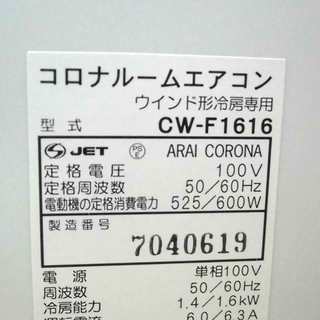 コロナルームエアコン
ウインド形冷房専用
型式 CW-F1616
S JET PSE ARAI CORONA
定格電圧 100V
定格周波数 50/60Hz
電動機の定格消費電力 525/600W
製造番号
7040619
電源 単相100V
周波数 50/60Hz
冷房能力 1.4/1.6kW
運転電流 6.0/6.3A